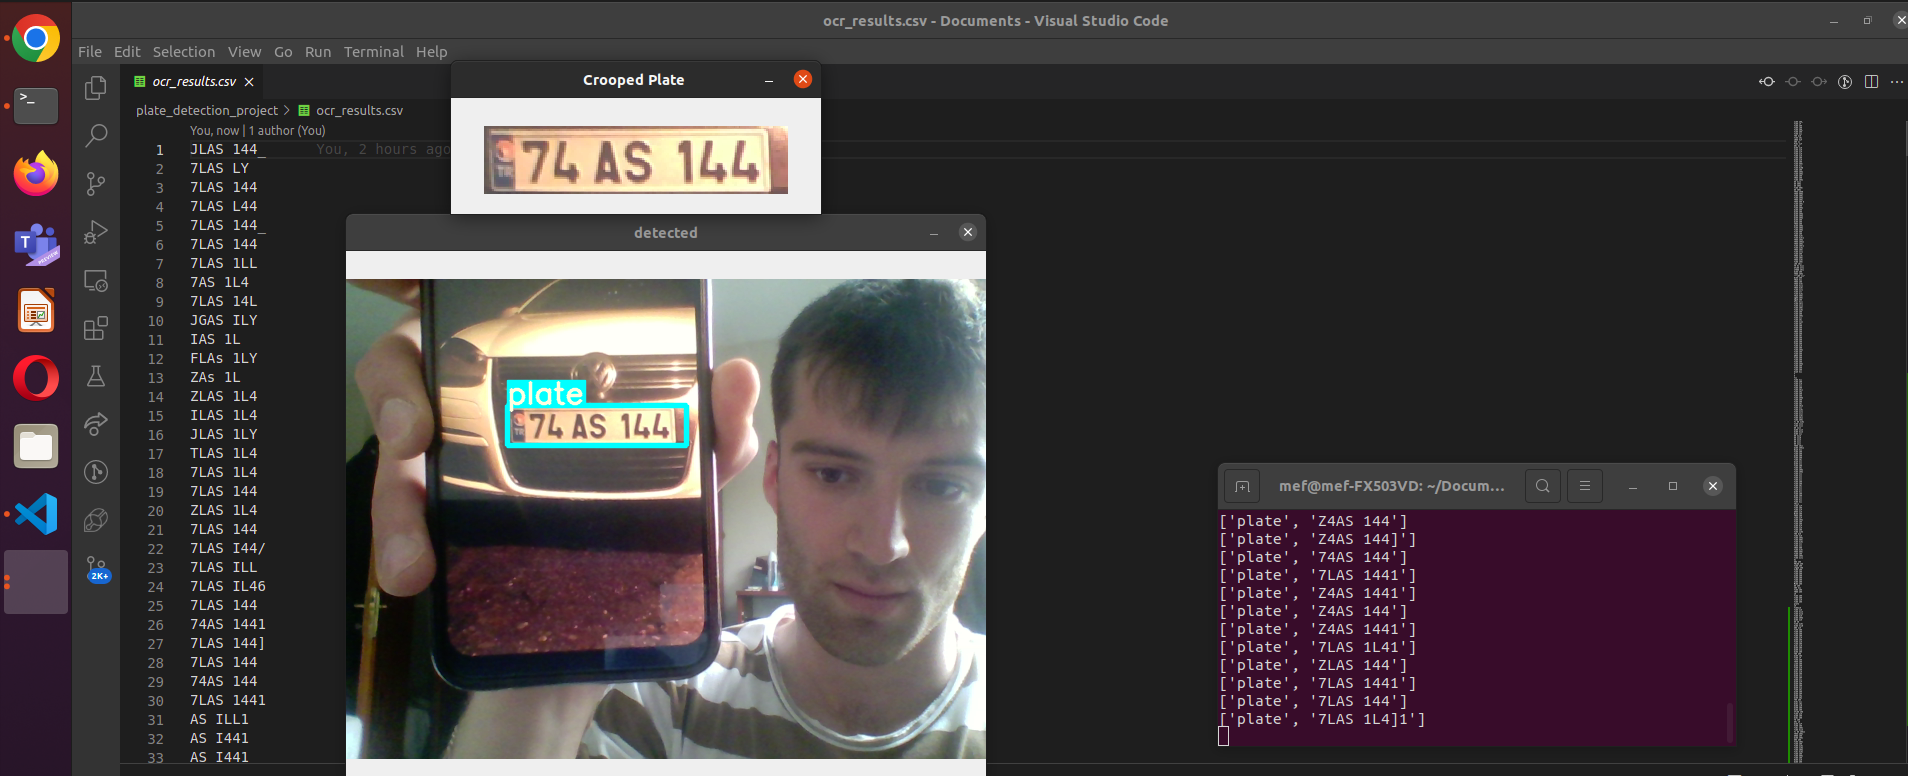 ocr_results.csv - Documents - Visual Studio Code
File Edit Selection View Go Run Terminal Help
ocr_results.csv
plate_detection_project > ocr_results.csv
You, now | 1 author (You)
1 JLAS 144_ You, 2 hours ago
2 7LAS LY
3 7LAS 144
4 7LAS L44
5 7LAS 144_
6 7LAS 144
7 7LAS 1LL
8 7AS 1L4
9 7LAS 14L
10 JGAS ILY
11 IAS 1L
12 FLAs 1LY
13 ZAs 1L
14 ZLAS 1L4
15 ILAS 1L4
16 JLAS 1LY
17 TLAS 1L4
18 7LAS 1L4
19 7LAS 144
20 ZLAS 1L4
21 7LAS 144
22 7LAS I44/
23 7LAS ILL
24 7LAS IL46
25 7LAS 144
26 74AS 1441
27 7LAS 144]
28 7LAS 144
29 74AS 144
30 7LAS 1441
31 AS ILL1
32 AS I441
33 AS I441
2K+
Crooped Plate
TR 74 AS 144
detected
plate
TR 74 AS 144
mef@mef-FX503VD: ~/Docum...
['plate', 'Z4AS 144']
['plate', 'Z4AS 144]']
['plate', '74AS 144']
['plate', '7LAS 1441']
['plate', 'Z4AS 1441']
['plate', 'Z4AS 144']
['plate', 'Z4AS 1441']
['plate', '7LAS 1L41']
['plate', 'ZLAS 144']
['plate', '7LAS 1441']
['plate', '7LAS 144']
['plate', '7LAS 1L4]1']